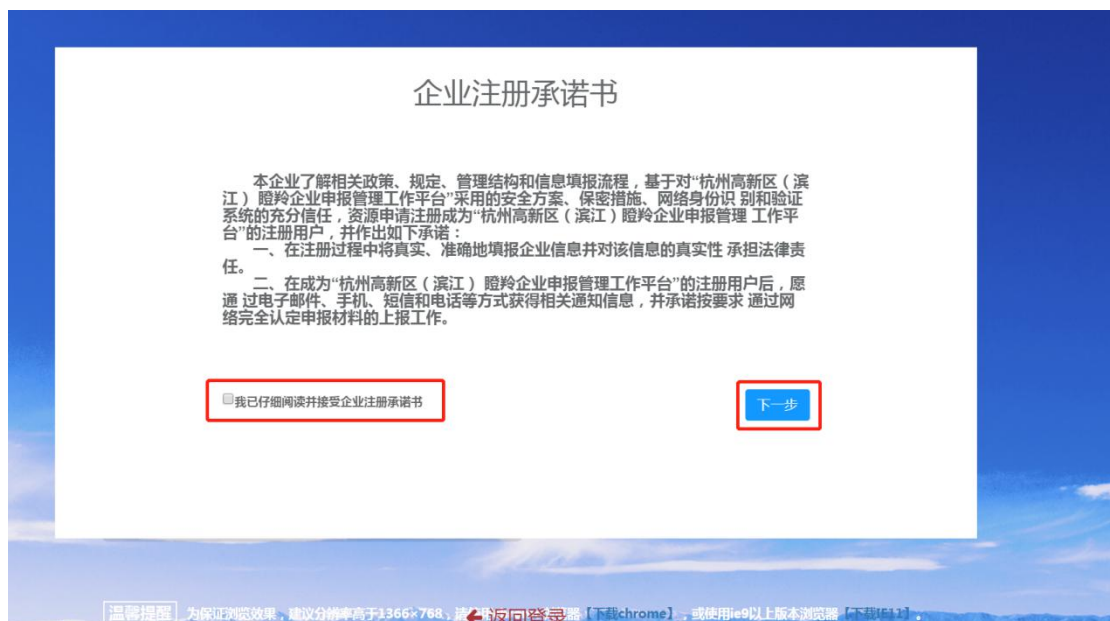 企业注册承诺书
本企业了解相关政策、规定、管理结构和信息填报流程，基于对“杭州高新区（滨
江） 瞪羚企业申报管理工作平台”采用的安全方案、保密措施、网络身份识 别和验证
系统的充分信任，资源申请注册成为“杭州高新区（滨江）瞪羚企业申报管理 工作平
台”的注册用户，并作出如下承诺：
一、在注册过程中将真实、准确地填报企业信息并对该信息的真实性 承担法律责
任。
二、在成为“杭州高新区（滨江） 瞪羚企业申报管理工作平台”的注册用户后，愿
通 过电子邮件、手机、短信和电话等方式获得相关通知信息，并承诺按要求 通过网
络完全认定申报材料的上报工作。
我已仔细阅读并接受企业注册承诺书
下一步
温馨提醒 为保证浏览效果，建议分辨率高于1366×768，请 返回登录 器【下载chrome】，或使用ie9以上版本浏览器【下载IE11】。